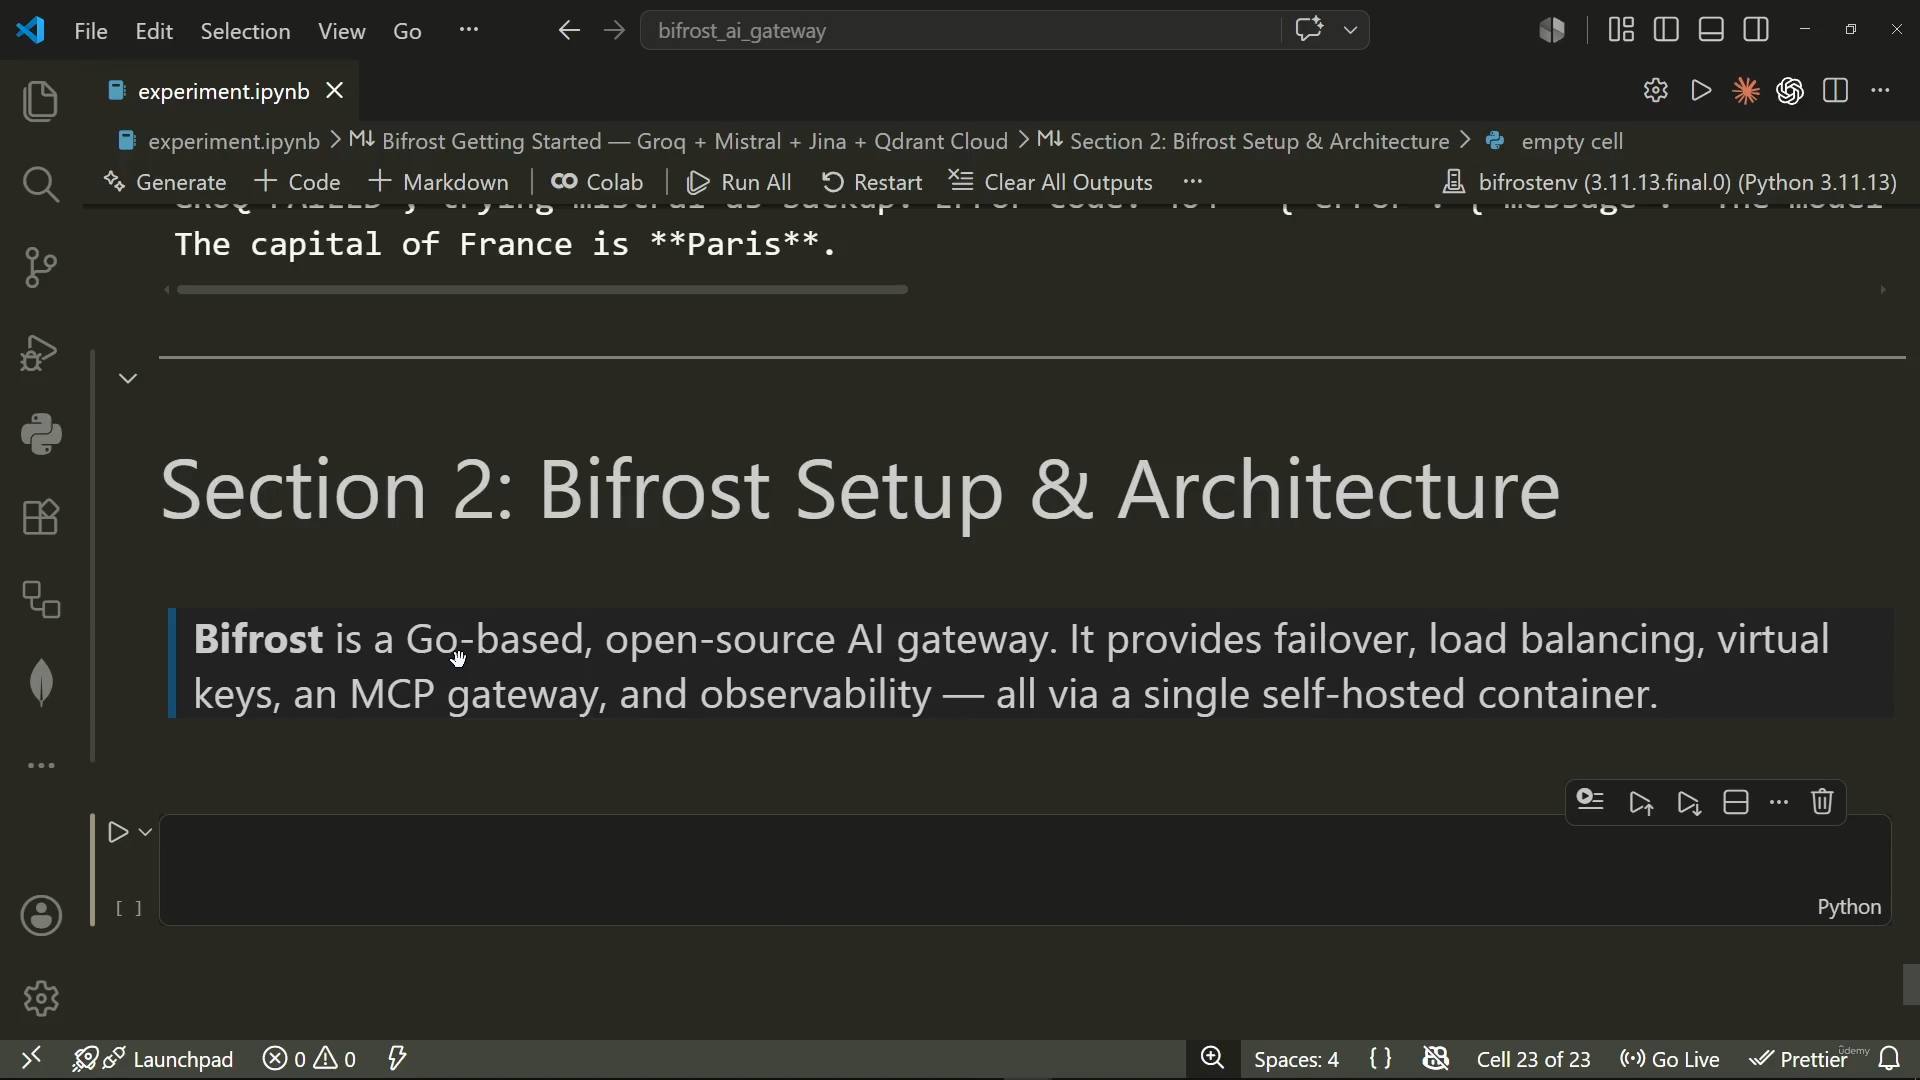 File Edit Selection View Go ... bifrost_ai_gateway
experiment.ipynb
experiment.ipynb > M↓ Bifrost Getting Started — Groq + Mistral + Jina + Qdrant Cloud > M↓ Section 2: Bifrost Setup & Architecture > empty cell
Generate + Code + Markdown Colab Run All Restart Clear All Outputs ... bifrostenv (3.11.13.final.0) (Python 3.11.13)
The capital of France is **Paris**.
Section 2: Bifrost Setup & Architecture
Bifrost is a Go-based, open-source AI gateway. It provides failover, load balancing, virtual
keys, an MCP gateway, and observability — all via a single self-hosted container.
[ ]
Python
Launchpad 0 0 Spaces: 4 {} Cell 23 of 23 Go Live Prettier
ûdemy